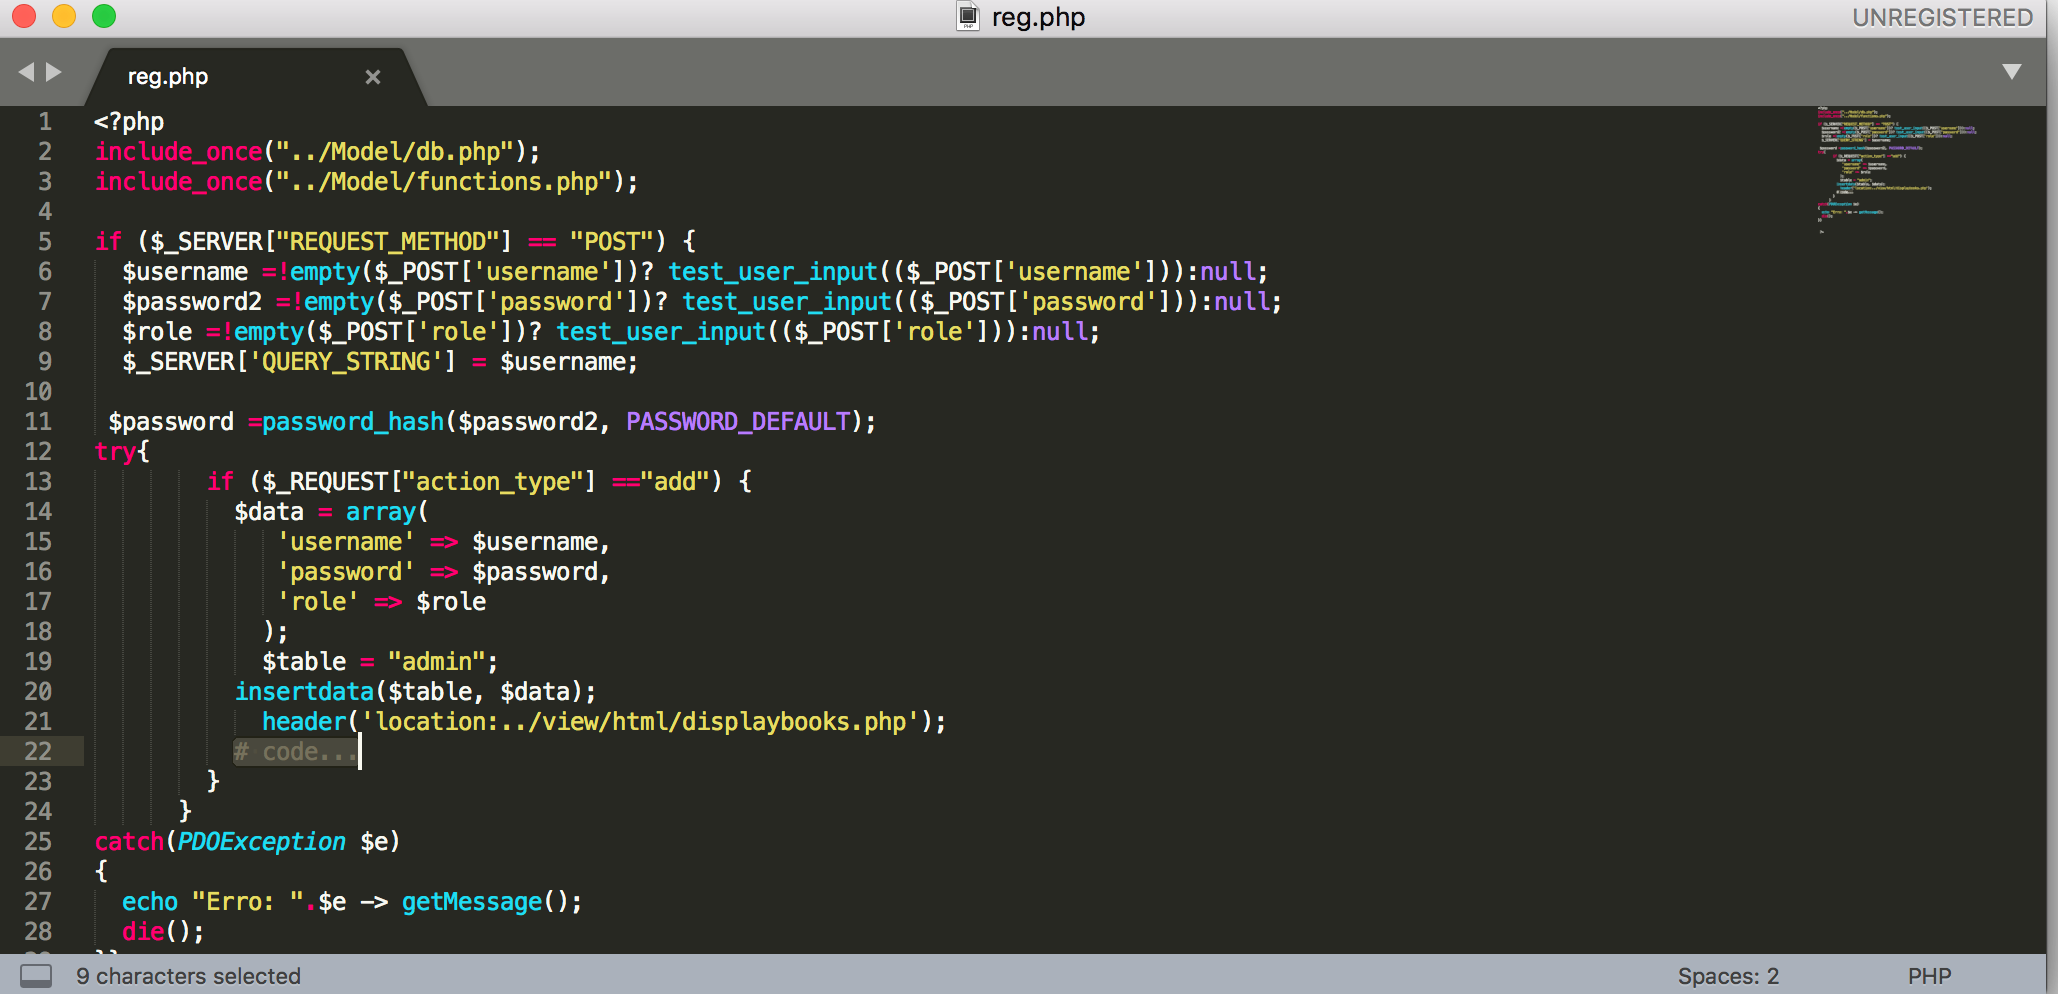 reg.php
UNREGISTERED
reg.php ×
1 <?php
2 include_once("../Model/db.php");
3 include_once("../Model/functions.php");
4
5 if ($_SERVER["REQUEST_METHOD"] == "POST") {
6 $username =!empty($_POST['username'])? test_user_input(($_POST['username'])):null;
7 $password2 =!empty($_POST['password'])? test_user_input(($_POST['password'])):null;
8 $role =!empty($_POST['role'])? test_user_input(($_POST['role'])):null;
9 $_SERVER['QUERY_STRING'] = $username;
10
11 $password =password_hash($password2, PASSWORD_DEFAULT);
12 try{
13 if ($_REQUEST["action_type"] =="add") {
14 $data = array(
15 'username' => $username,
16 'password' => $password,
17 'role' => $role
18 );
19 $table = "admin";
20 insertdata($table, $data);
21 header('location:../view/html/displaybooks.php');
22 # code...
23 }
24 }
25 catch(PDOException $e)
26 {
27 echo "Erro: ".$e -> getMessage();
28 die();
9 characters selected
Spaces: 2
PHP